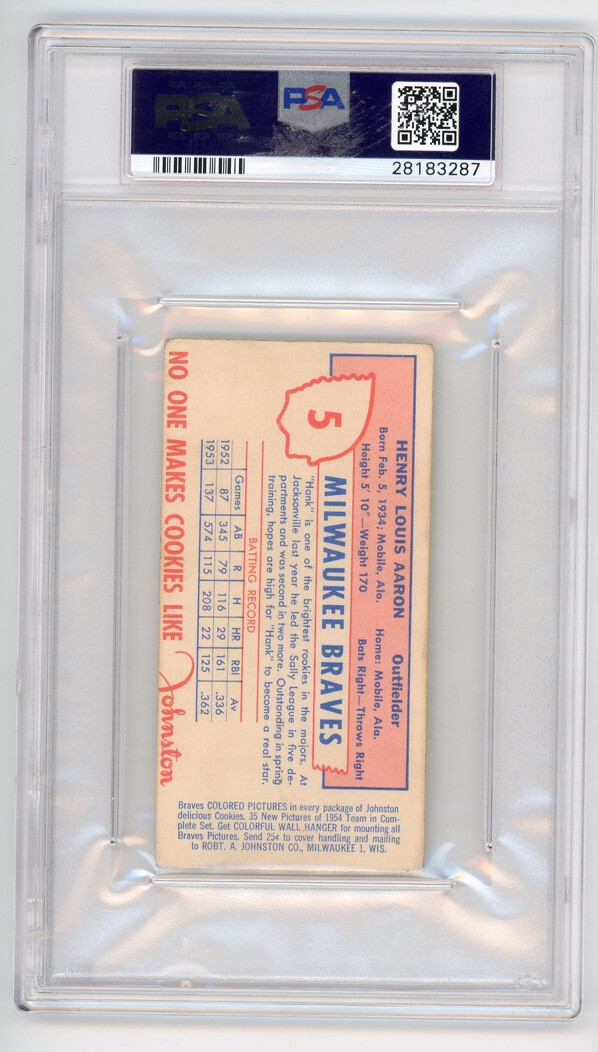 PSA
PSA
28183287
HENRY LOUIS AARON Outfielder
Born Feb. 5, 1934; Mobile, Ala. Home: Mobile, Ala.
Height 5' 10"—Weight 170 Bats Right—Throws Right
5
MILWAUKEE BRAVES
"Hank" is one of the brightest rookies in the majors. At
Jacksonville last year he led the Sally League in five de-
partments and was second in two more. Outstanding in spring
training, hopes are high for "Hank" to become a real star.
BATTING RECORD
Games AB R H HR RBI Av
1952 87 345 79 116 29 161 .336
1953 137 574 115 208 22 125 .362
NO ONE MAKES COOKIES LIKE Johnston
Braves COLORED PICTURES in every package of Johnston
delicious Cookies. 35 New Pictures of 1954 Team in Com-
plete Set. Get COLORFUL WALL HANGER for mounting all
Braves Pictures. Send 25¢ to cover handling and mailing
to ROBT. A. JOHNSTON CO., MILWAUKEE 1, WIS.